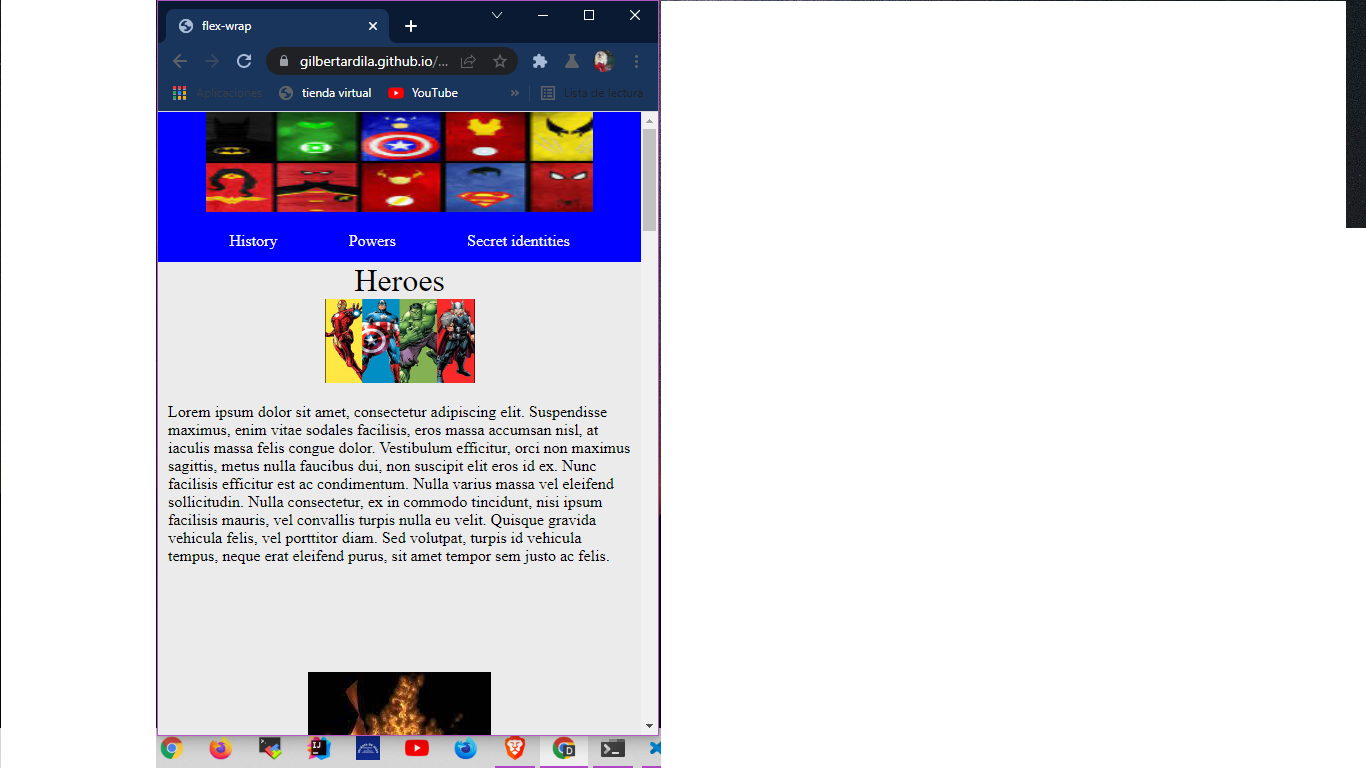 flex-wrap
gilbertardila.github.io/...
Aplicaciones
tienda virtual
YouTube
»
Lista de lectura
History
Powers
Secret identities
Heroes
Lorem ipsum dolor sit amet, consectetur adipiscing elit. Suspendisse
maximus, enim vitae sodales facilisis, eros massa accumsan nisl, at
iaculis massa felis congue dolor. Vestibulum efficitur, orci non maximus
sagittis, metus nulla faucibus dui, non suscipit elit eros id ex. Nunc
facilisis efficitur est ac condimentum. Nulla varius massa vel eleifend
sollicitudin. Nulla consectetur, ex in commodo tincidunt, nisi ipsum
facilisis mauris, vel convallis turpis nulla eu velit. Quisque gravida
vehicula felis, vel porttitor diam. Sed volutpat, turpis id vehicula
tempus, neque erat eleifend purus, sit amet tempor sem justo ac felis.
IJ
D